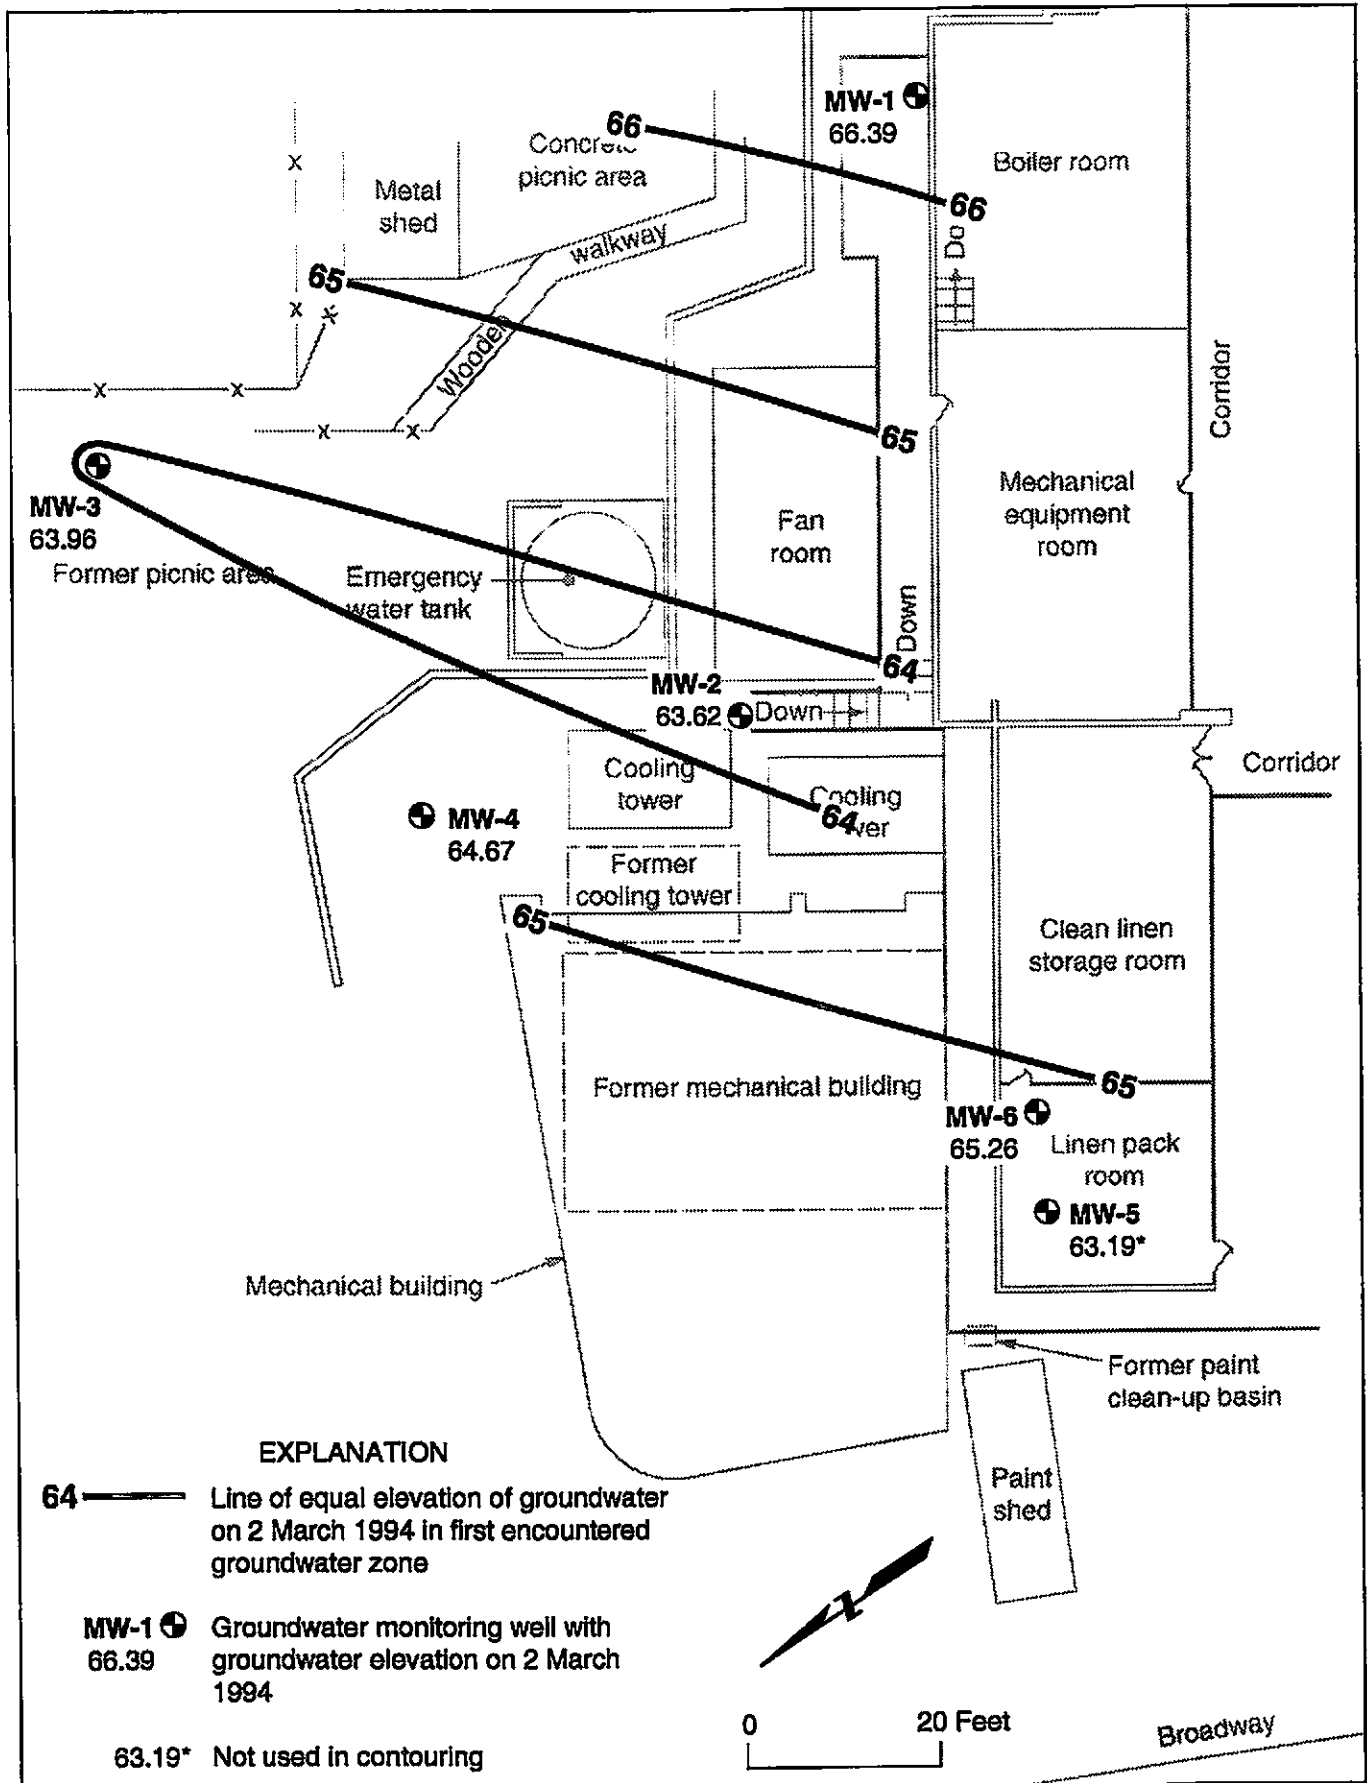 MW-1
66.39
66
Concrete
picnic area
Boiler room
Metal
shed
66
Do
walkway
65
Wooden
Corridor
65
Mechanical
equipment
room
MW-3
63.96
Fan
room
Former picnic area
Emergency
water tank
Down
64
MW-2
63.62
Down
Corridor
Cooling
tower
Cooling
wer
64
MW-4
64.67
Former
cooling tower
65
Clean linen
storage room
Former mechanical building
65
MW-6
65.26
Linen pack
room
MW-5
63.19*
Mechanical building
Former paint
clean-up basin
Paint
shed
EXPLANATION
64
Line of equal elevation of groundwater
on 2 March 1994 in first encountered
groundwater zone
MW-1
66.39
Groundwater monitoring well with
groundwater elevation on 2 March
1994
63.19* Not used in contouring
Z
0 20 Feet
Broadway